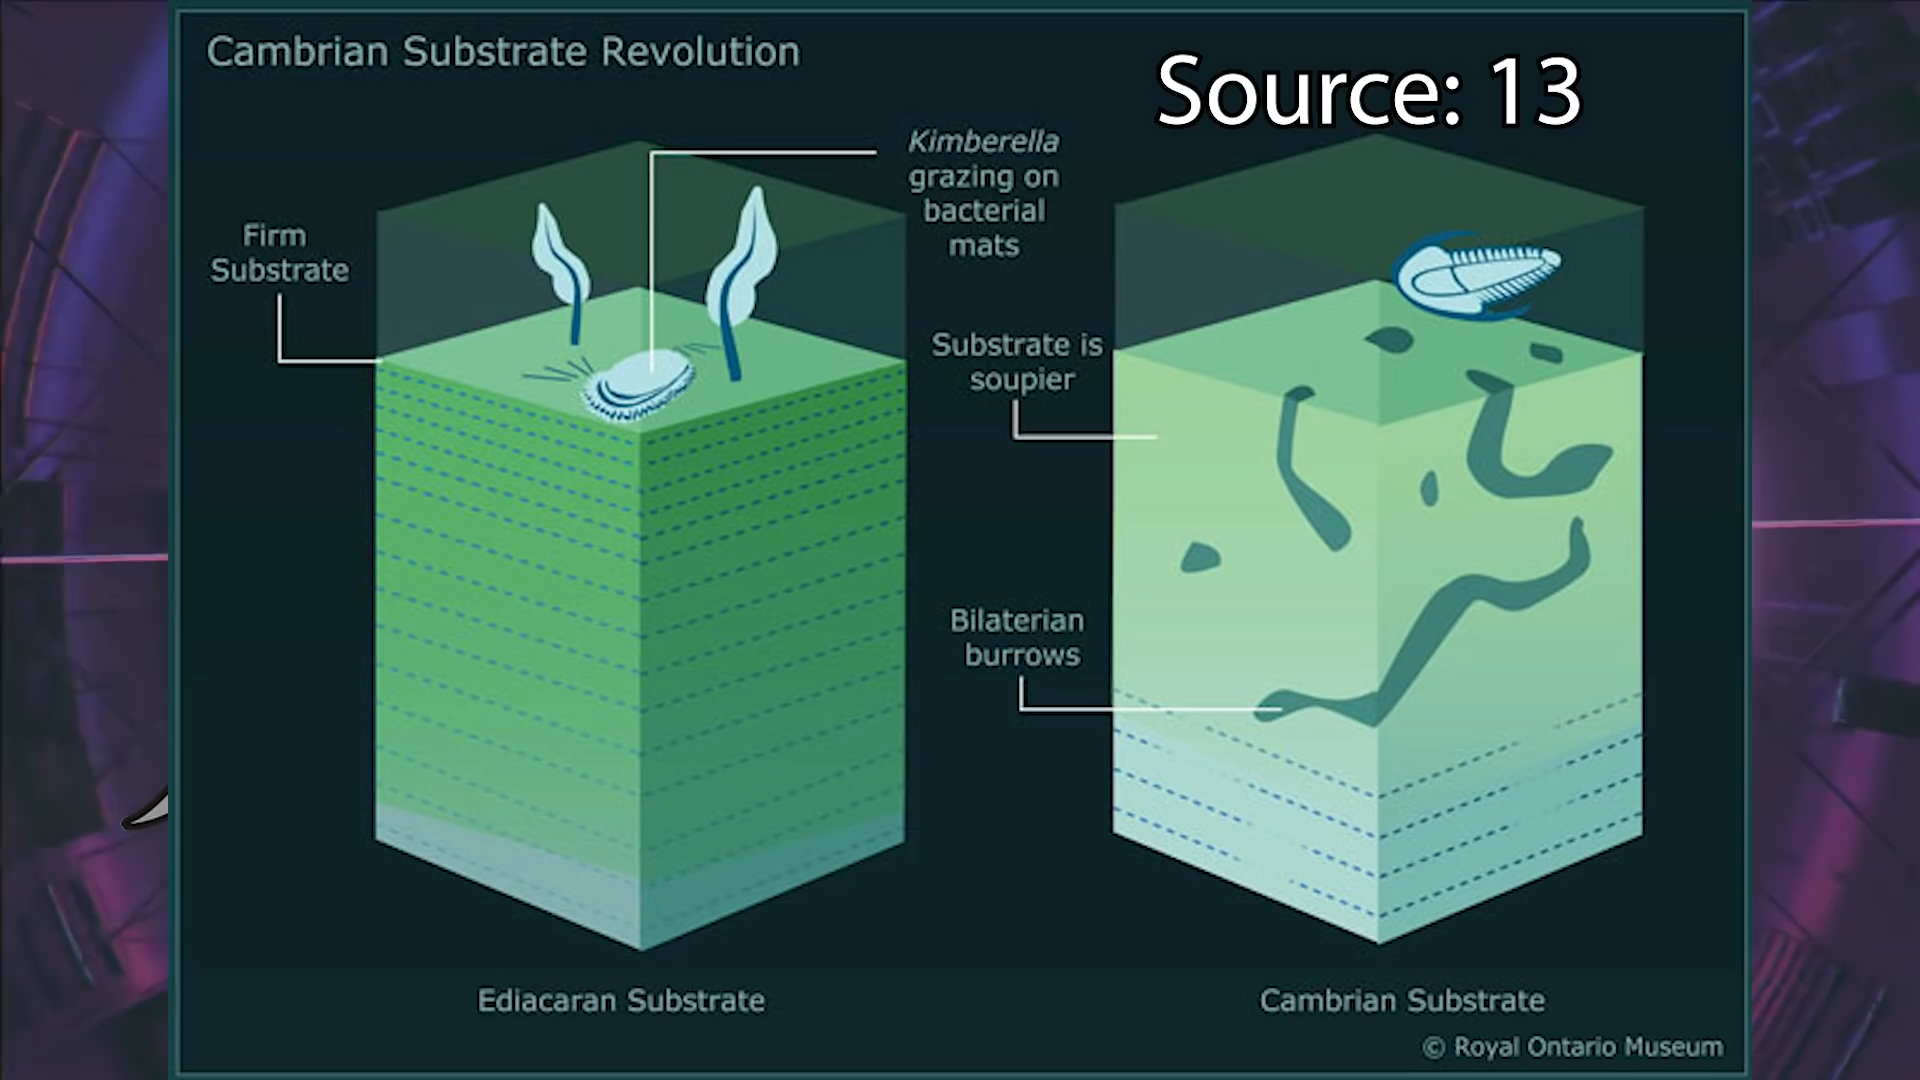 Cambrian Substrate Revolution
Source: 13
Kimberella
grazing on
bacterial
mats
Firm
Substrate
Substrate is
soupier
Bilaterian
burrows
Ediacaran Substrate
Cambrian Substrate
© Royal Ontario Museum